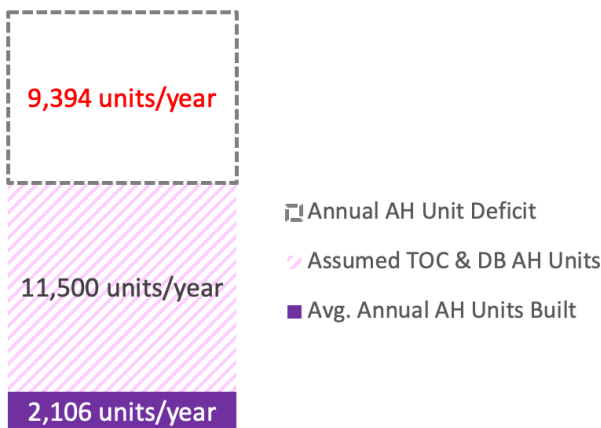 9,394 units/year
11,500 units/year
2,106 units/year
Annual AH Unit Deficit
Assumed TOC & DB AH Units
Avg. Annual AH Units Built